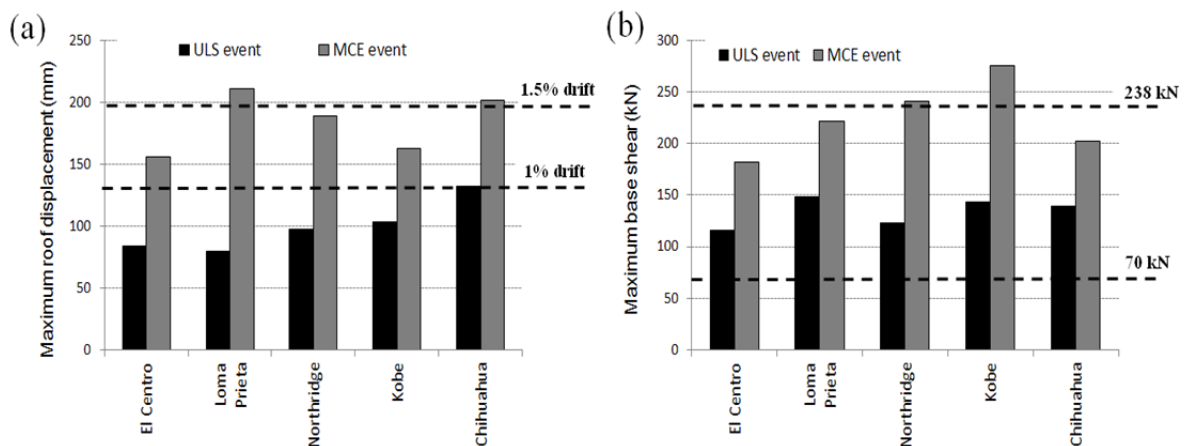 (a)
250
200
150
100
50
0
Maximum roof displacement (mm)
ULS event
MCE event
1.5% drift
1% drift
El Centro
Loma
Prieta
Northridge
Kobe
Chihuahua
(b)
300
250
200
150
100
50
0
Maximum base shear (kN)
ULS event
MCE event
238 kN
70 kN
El Centro
Loma
Prieta
Northridge
Kobe
Chihuahua